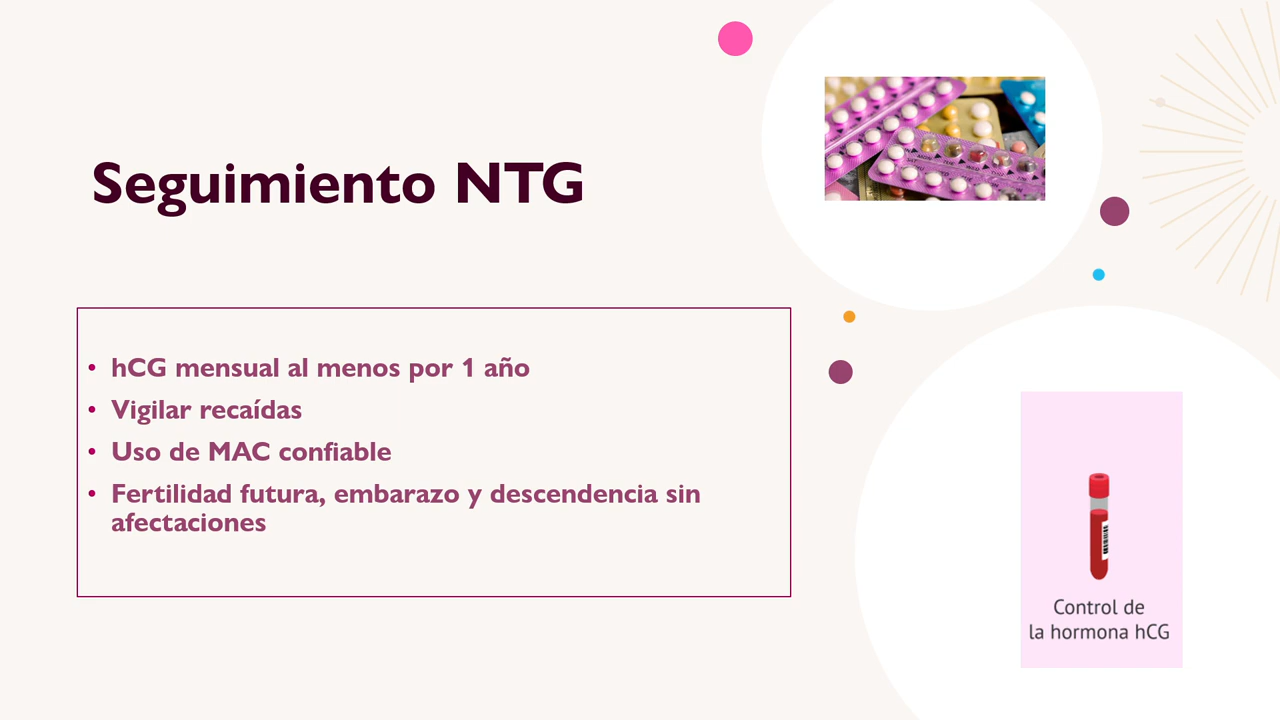 Seguimiento NTG
• hCG mensual al menos por 1 año
• Vigilar recaídas
• Uso de MAC confiable
• Fertilidad futura, embarazo y descendencia sin
afectaciones
Control de
la hormona hCG